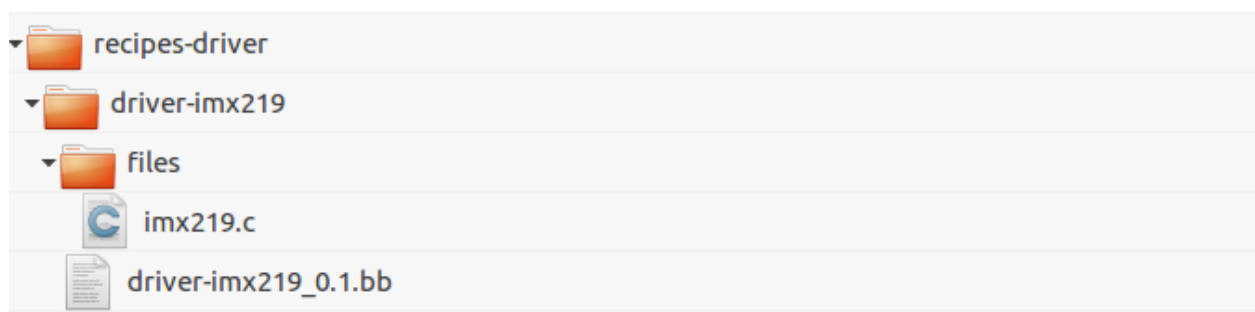 recipes-driver
driver-imx219
files
imx219.c
driver-imx219_0.1.bb